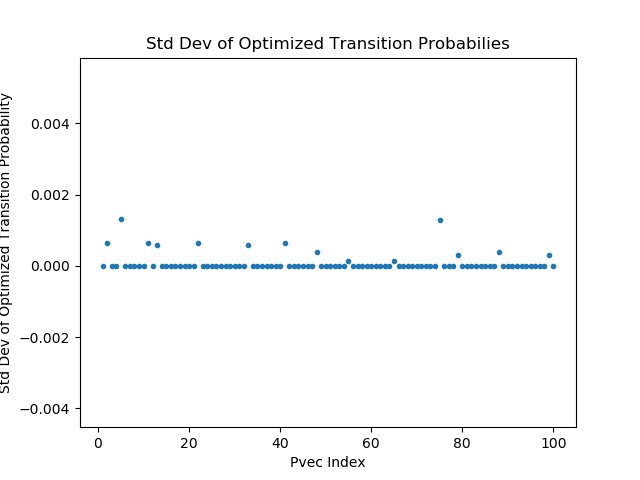 Std Dev of Optimized Transition Probabilies
Std Dev of Optimized Transition Probability
0.004
0.002
0.000
−0.002
−0.004
0 20 40 60 80 100
Pvec Index